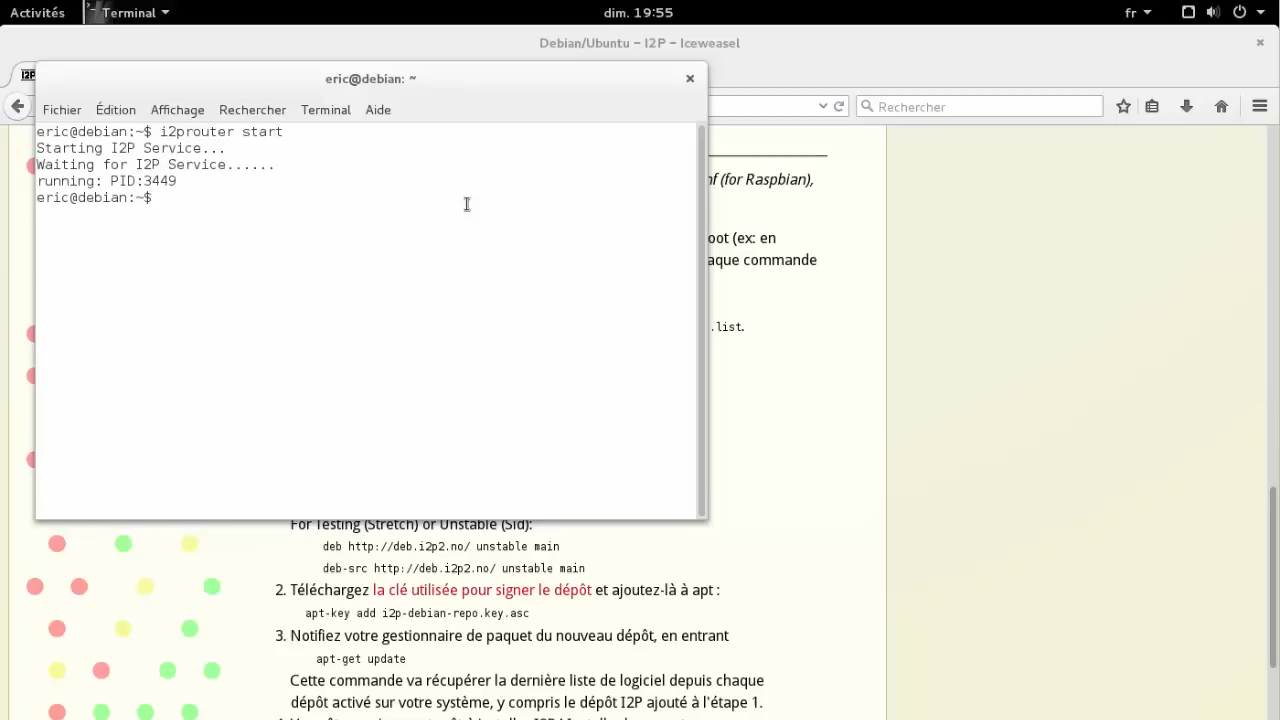 Activités
Terminal
dim. 19:55
fr
Debian/Ubuntu – I2P – Iceweasel
eric@debian: ~
Rechercher
Fichier Édition Affichage Rechercher Terminal Aide
eric@debian:~$ i2prouter start
Starting I2P Service...
Waiting for I2P Service......
running: PID:3449
eric@debian:~$
nf (for Raspbian),
oot (ex: en
aque commande
.list.
For Testing (Stretch) or Unstable (Sid):
deb http://deb.i2p2.no/ unstable main
deb-src http://deb.i2p2.no/ unstable main
2. Téléchargez la clé utilisée pour signer le dépôt et ajoutez-là à apt :
apt-key add i2p-debian-repo.key.asc
3. Notifiez votre gestionnaire de paquet du nouveau dépôt, en entrant
apt-get update
Cette commande va récupérer la dernière liste de logiciel depuis chaque
dépôt activé sur votre système, y compris le dépôt I2P ajouté à l'étape 1.